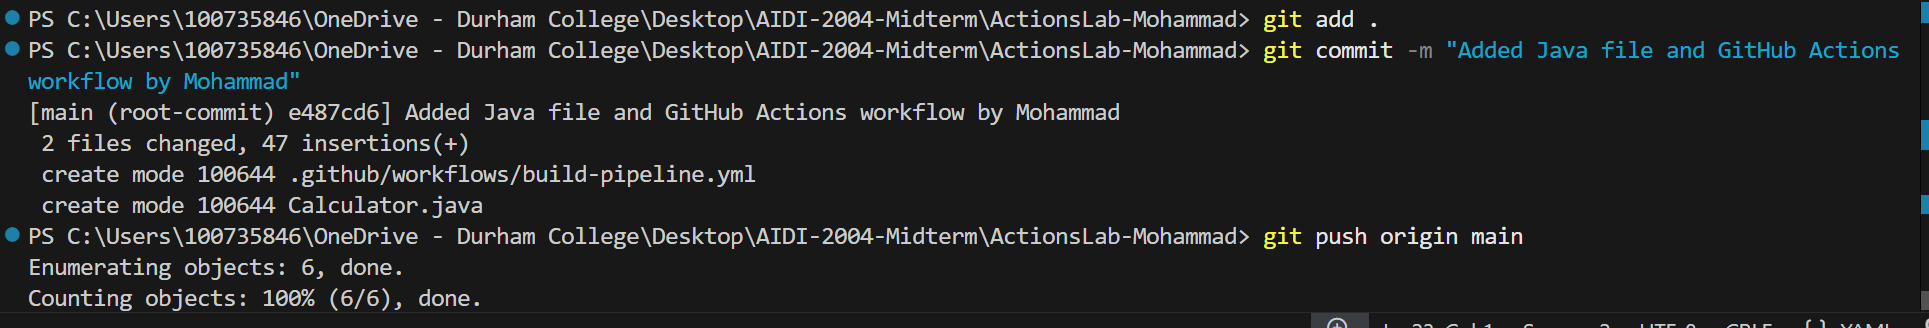 PS C:\Users\100735846\OneDrive - Durham College\Desktop\AIDI-2004-Midterm\ActionsLab-Mohammad> git add .
PS C:\Users\100735846\OneDrive - Durham College\Desktop\AIDI-2004-Midterm\ActionsLab-Mohammad> git commit -m "Added Java file and GitHub Actions
workflow by Mohammad"
[main (root-commit) e487cd6] Added Java file and GitHub Actions workflow by Mohammad
 2 files changed, 47 insertions(+)
 create mode 100644 .github/workflows/build-pipeline.yml
 create mode 100644 Calculator.java
PS C:\Users\100735846\OneDrive - Durham College\Desktop\AIDI-2004-Midterm\ActionsLab-Mohammad> git push origin main
Enumerating objects: 6, done.
Counting objects: 100% (6/6), done.